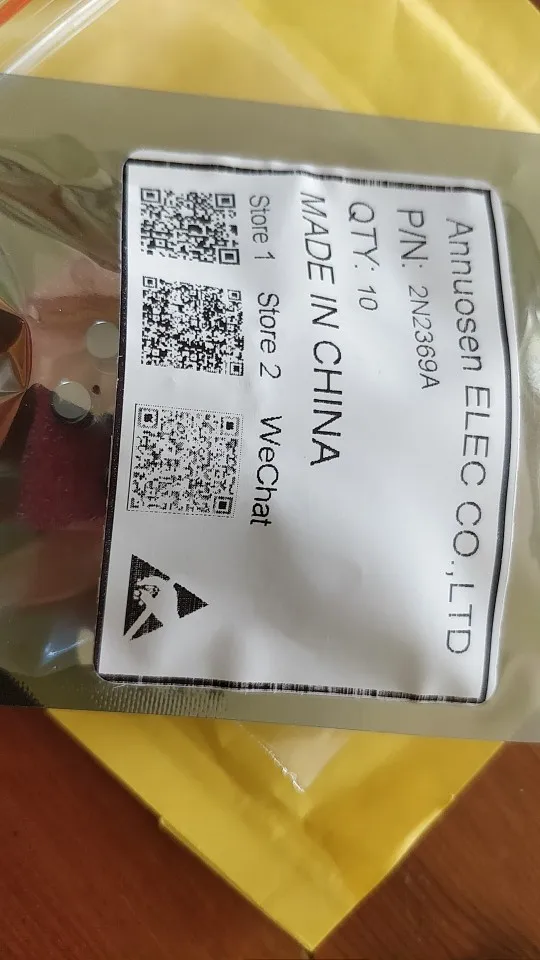 Annuosen ELEC CO.,LTD
P/N: 2N2369A
QTY: 10
MADE IN CHINA
Store 1 Store 2 WeChat